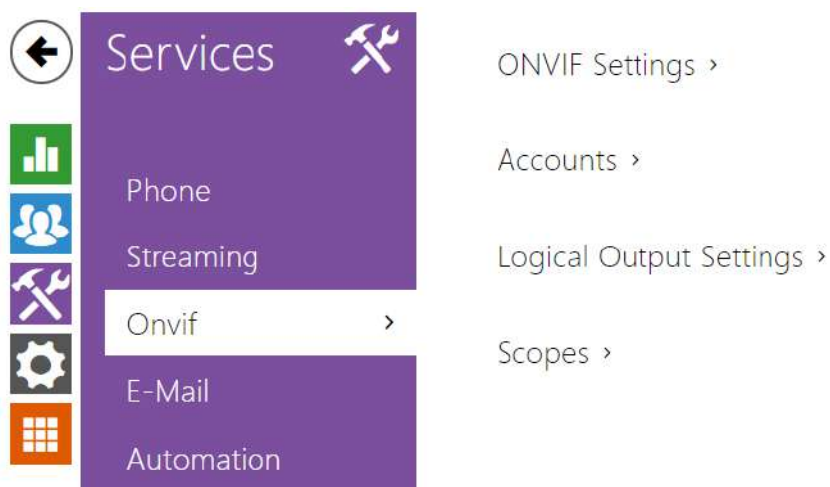 Services
Phone
Streaming
Onvif
E-Mail
Automation
ONVIF Settings
Accounts
Logical Output Settings
Scopes